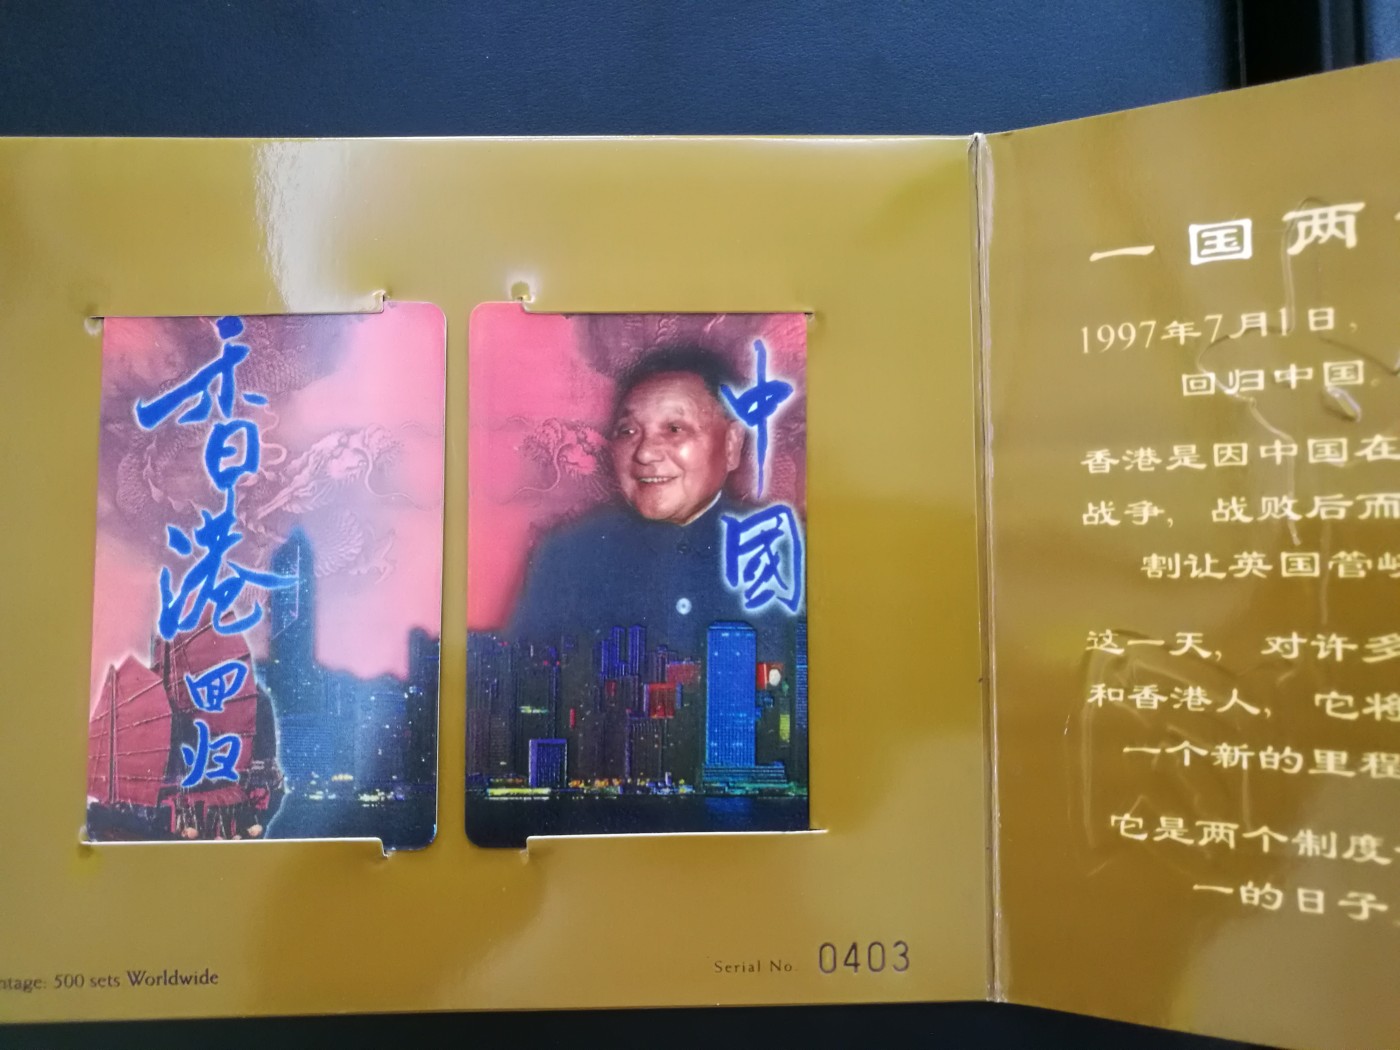 香港回归
中國
ntage: 500 sets Worldwide
Serial No. 0403
一国两
1997年7月1日，
回归中国。
香港是因中国在
战争，战败后而
割让英国管
这一天，对许多
和香港人，它将
一个新的里程
它是两个制度
一的日子